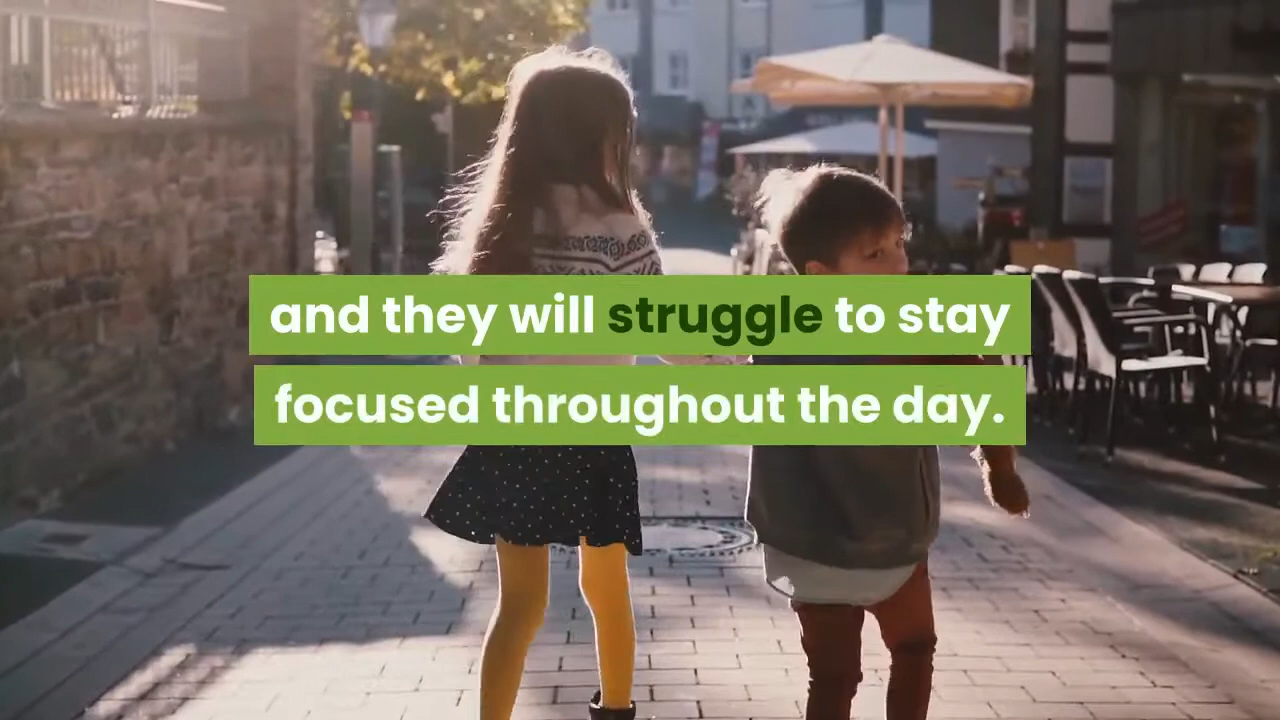 and they will struggle to stay
focused throughout the day.